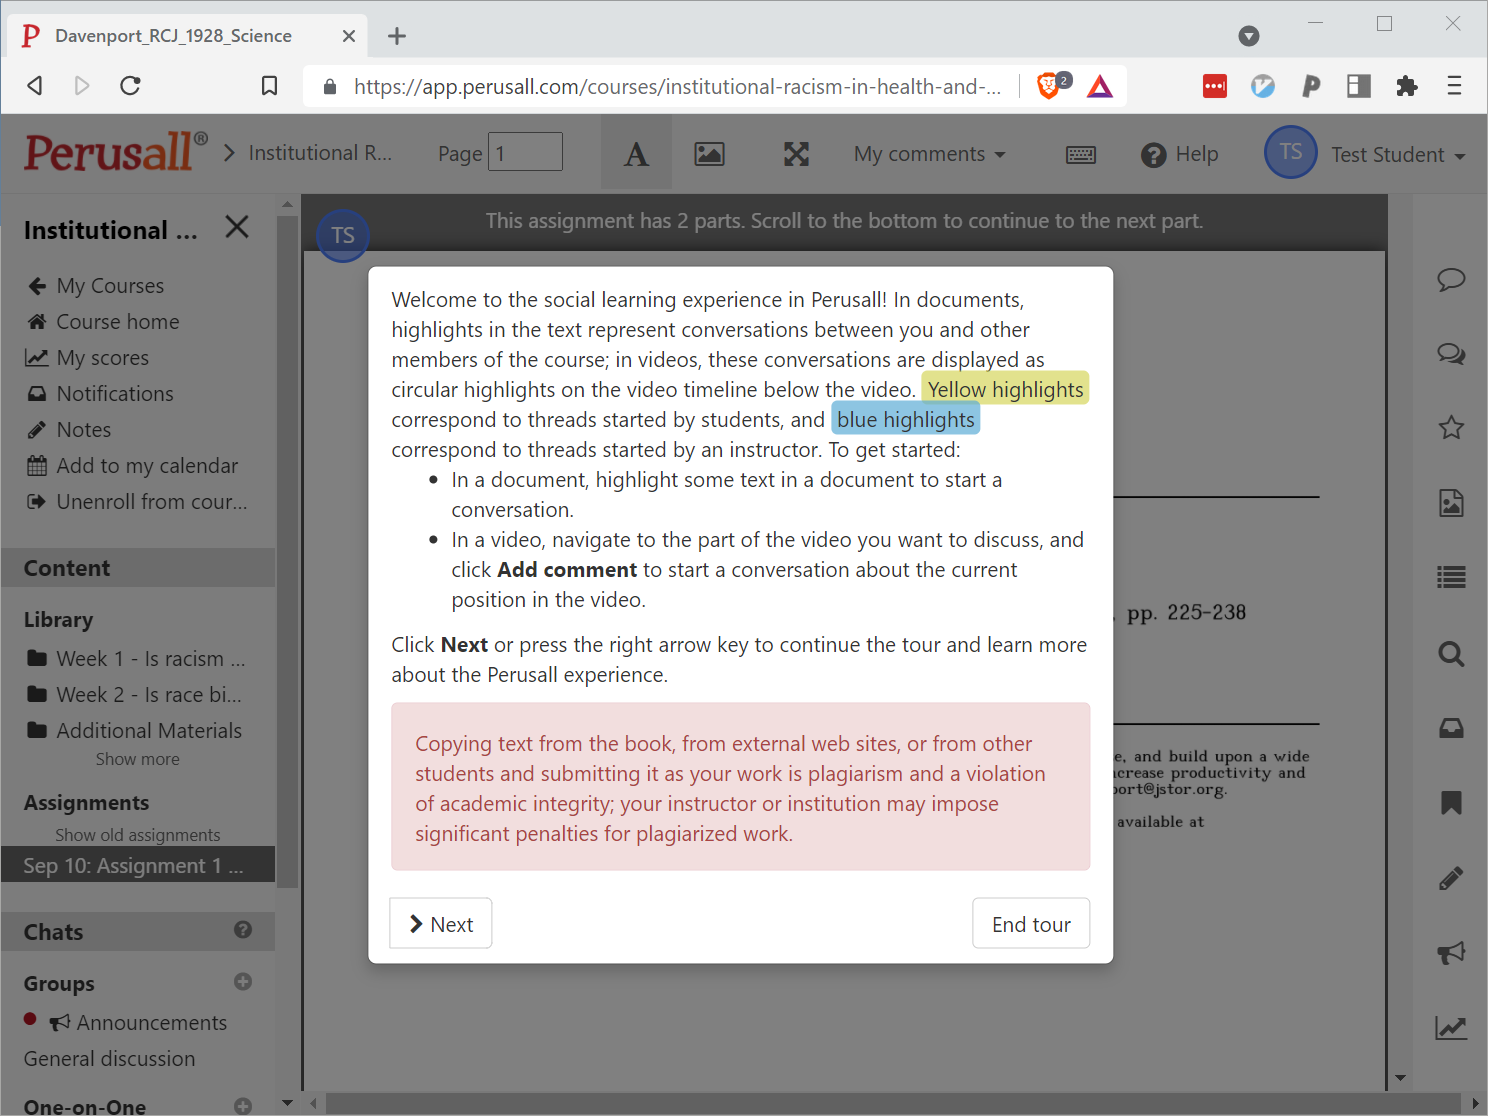 Davenport_RCJ_1928_Science
https://app.perusall.com/courses/institutional-racism-in-health-and-...
2
Perusall®
Institutional R...
Page 1
A
My comments
Help
TS
Test Student
Institutional ...
My Courses
Course home
My scores
Notifications
Notes
Add to my calendar
Unenroll from cour...
Content
Library
Week 1 - Is racism ...
Week 2 - Is race bi...
Additional Materials
Show more
Assignments
Show old assignments
Sep 10: Assignment 1 ...
Chats
Groups
Announcements
General discussion
One-on-One
TS
This assignment has 2 parts. Scroll to the bottom to continue to the next part.
Welcome to the social learning experience in Perusall! In documents,
highlights in the text represent conversations between you and other
members of the course; in videos, these conversations are displayed as
circular highlights on the video timeline below the video. Yellow highlights
correspond to threads started by students, and blue highlights
correspond to threads started by an instructor. To get started:
In a document, highlight some text in a document to start a
conversation.
In a video, navigate to the part of the video you want to discuss, and
click Add comment to start a conversation about the current
position in the video.
Click Next or press the right arrow key to continue the tour and learn more
about the Perusall experience.
Copying text from the book, from external web sites, or from other
students and submitting it as your work is plagiarism and a violation
of academic integrity; your instructor or institution may impose
significant penalties for plagiarized work.
Next
End tour
, pp. 225-238
e, and build upon a wide
ncrease productivity and
port@jstor.org.
available at